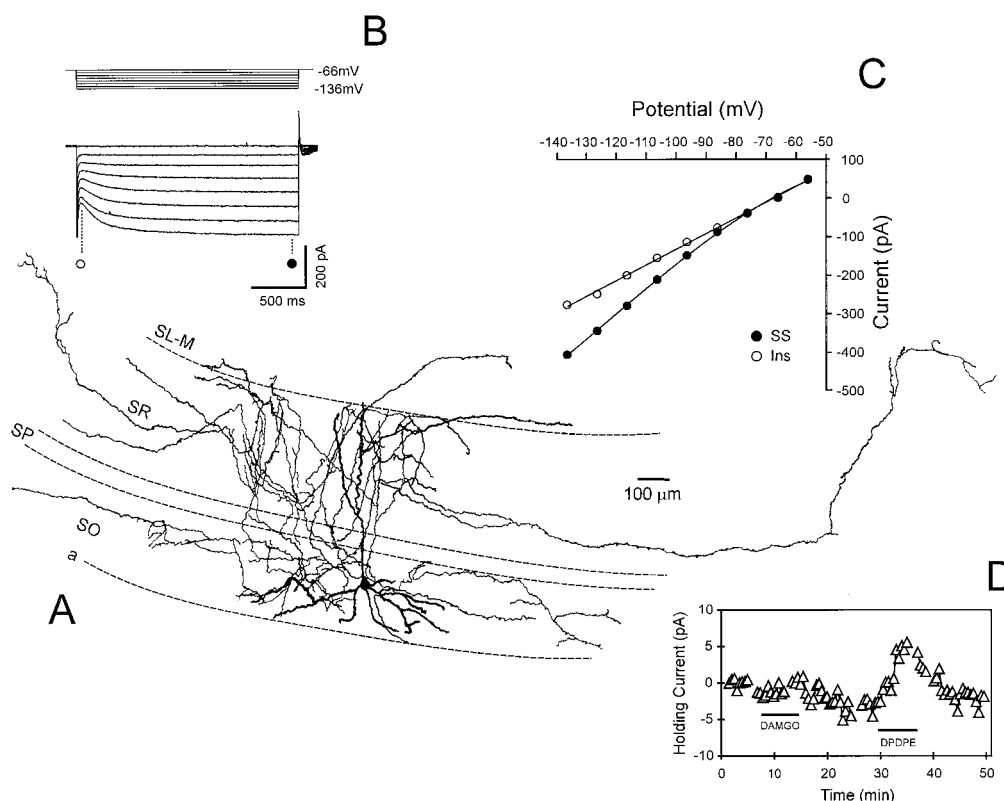 B
-66mV
-136mV
200 pA
500 ms
C
Potential (mV)
-140 -130 -120 -110 -100 -90 -80 -70 -60 -50
100
0
-100
-200
-300
-400
-500
Current (pA)
SS
Ins
SL-M
SR
SP
SO
a
100 µm
A
D
10
5
0
-5
-10
Holding Current (pA)
DAMGO
DPDPE
0 10 20 30 40 50
Time (min)